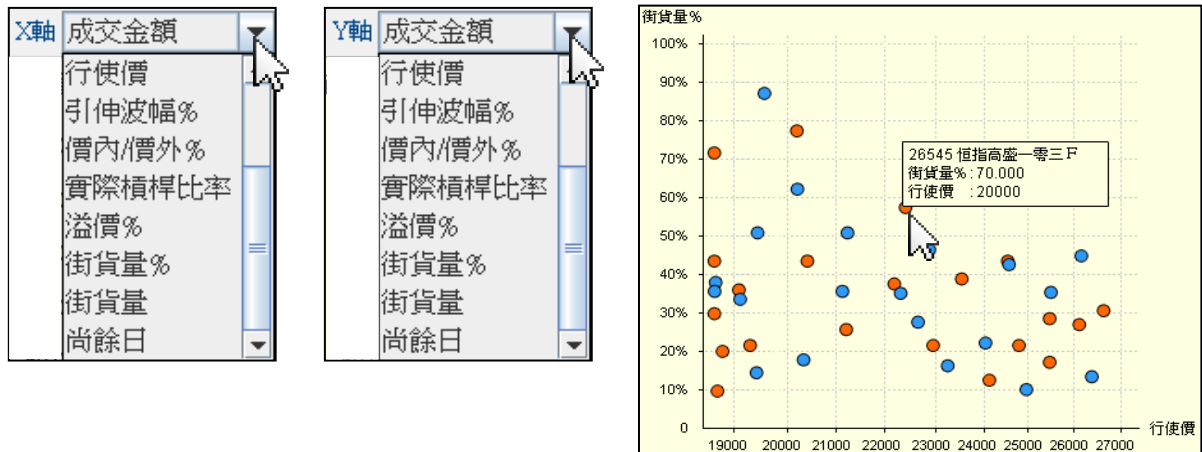 X軸 成交金額
行使價
引伸波幅%
價內/價外%
實際槓桿比率
溢價%
街貨量%
街貨量
尚餘日
Y軸 成交金額
行使價
引伸波幅%
價內/價外%
實際槓桿比率
溢價%
街貨量%
街貨量
尚餘日
街貨量%
100%
90%
80%
70%
60%
50%
40%
30%
20%
10%
0
26545 恒指高盛一零三F
街貨量% : 70.000
行使價 : 20000
19000 20000 21000 22000 23000 24000 25000 26000 27000
行使價